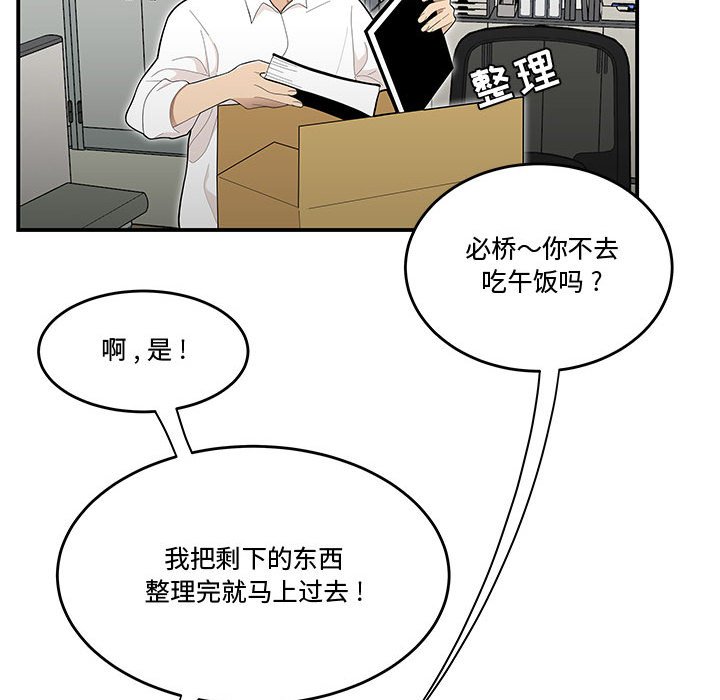 整理
必桥～你不去
吃午饭吗？
啊，是！
我把剩下的东西
整理完就马上过去！